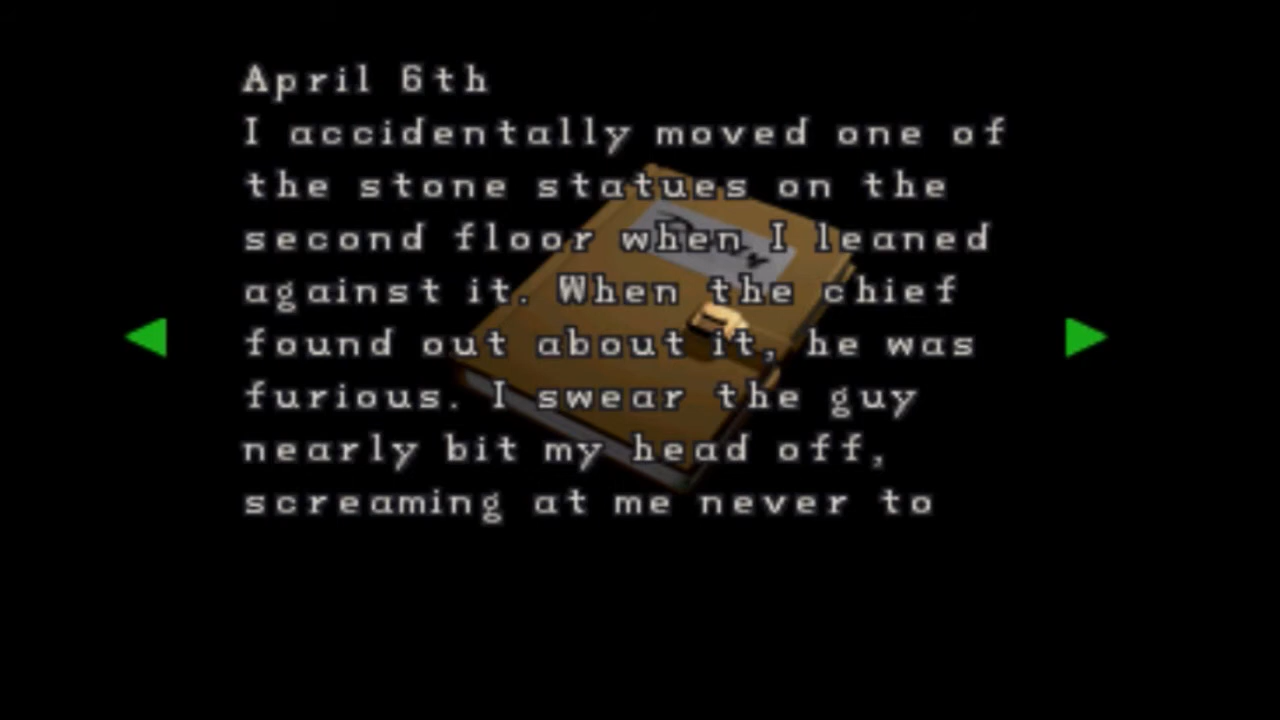 April 6th
I accidentally moved one of
the stone statues on the
second floor when I leaned
against it. When the chief
found out about it, he was
furious. I swear the guy
nearly bit my head off,
screaming at me never to